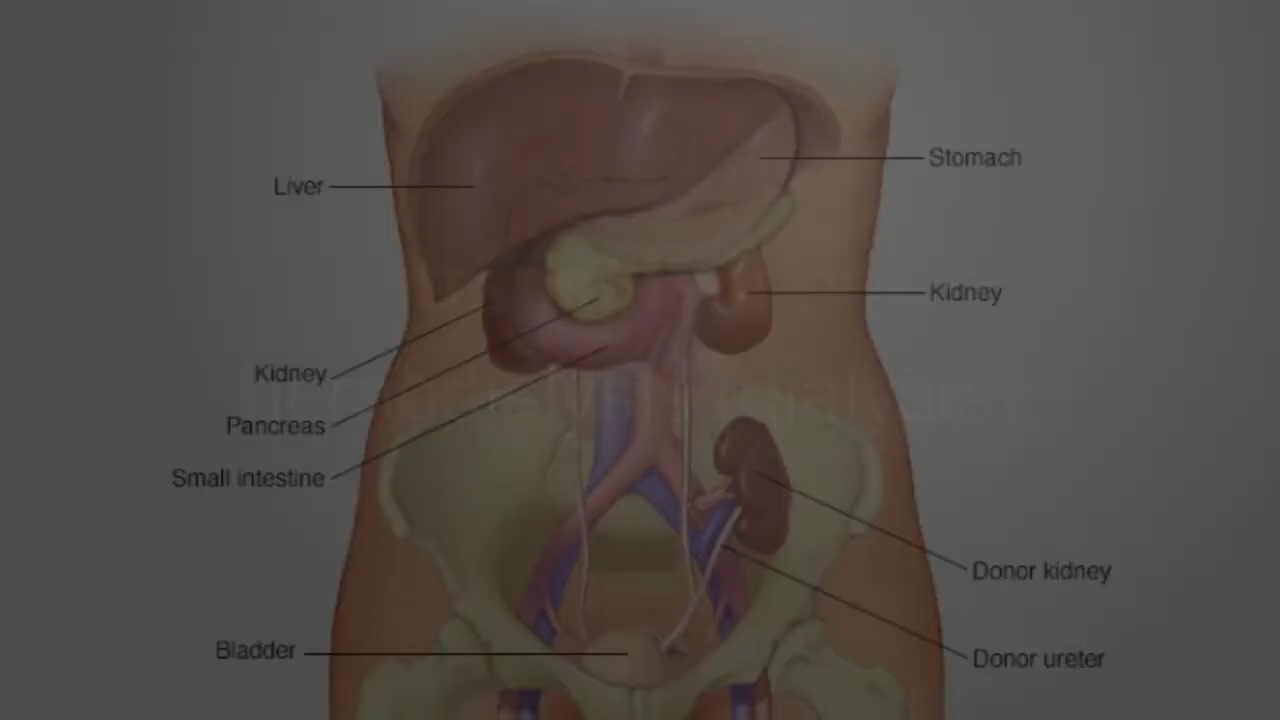 Stomach
Liver
Kidney
Kidney
Pancreas
Small intestine
Donor kidney
Bladder
Donor ureter